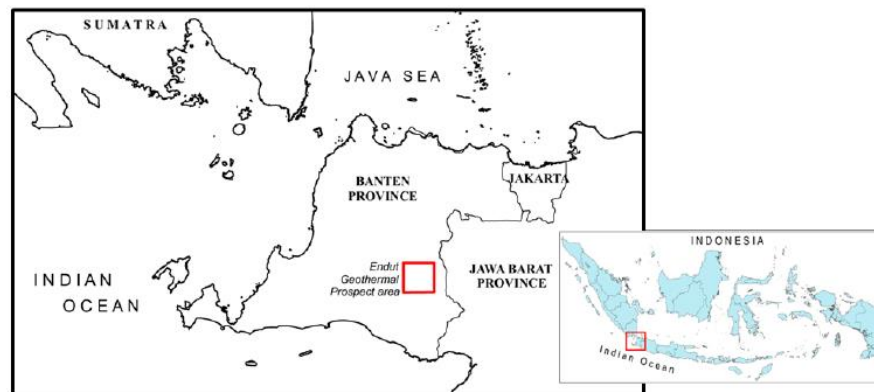 SUMATRA
JAVA SEA
BANTEN
PROVINCE
JAKARTA
Endut
Geothermal
Prospect area
INDIAN
OCEAN
JAWA BARAT
PROVINCE
INDONESIA
Indian Ocean